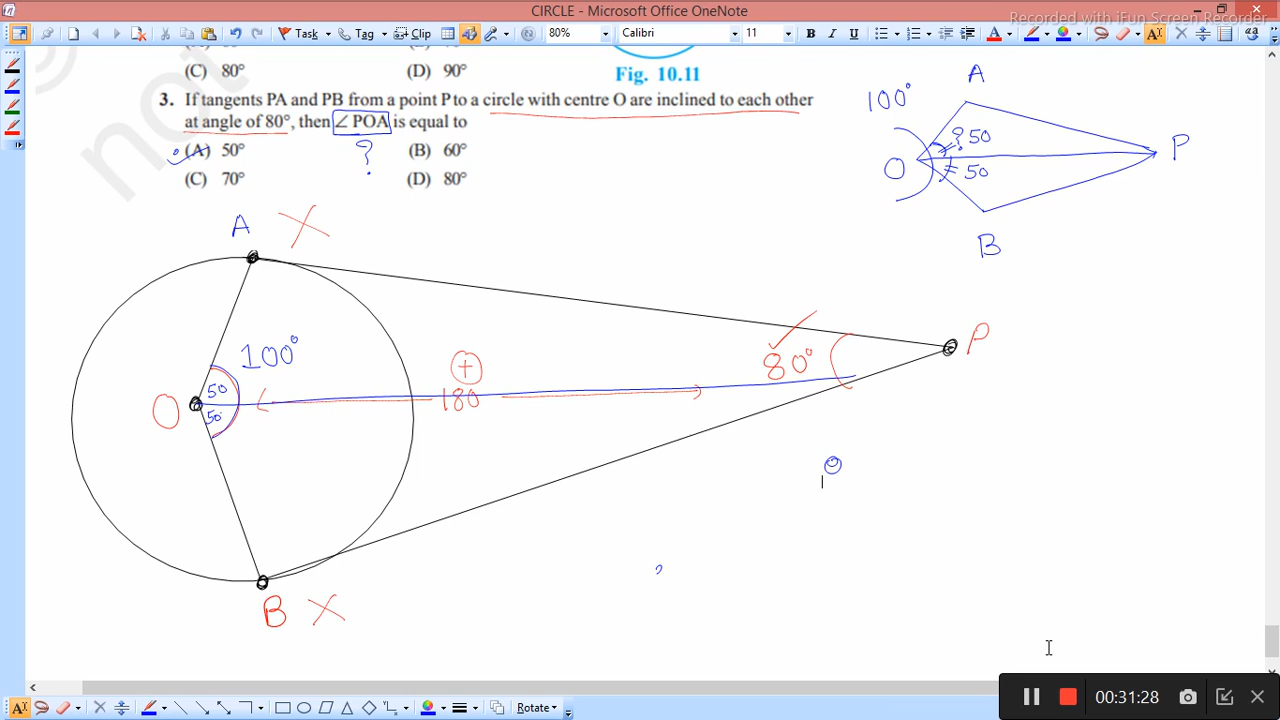 CIRCLE - Microsoft Office OneNote
Recorded with iFun Screen Recorder
Task Tag Clip 80% Calibri 11 B I U A
(C) 80° (D) 90°
Fig. 10.11
3. If tangents PA and PB from a point P to a circle with centre O are inclined to each other
at angle of 80°, then ∠ POA is equal to
(A) 50° (B) 60°
?
(C) 70° (D) 80°
not
A
100°
? 50
O
50
P
B
A X
100°
50
50
O
+
180
80°
P
B X
Rotate
00:31:28